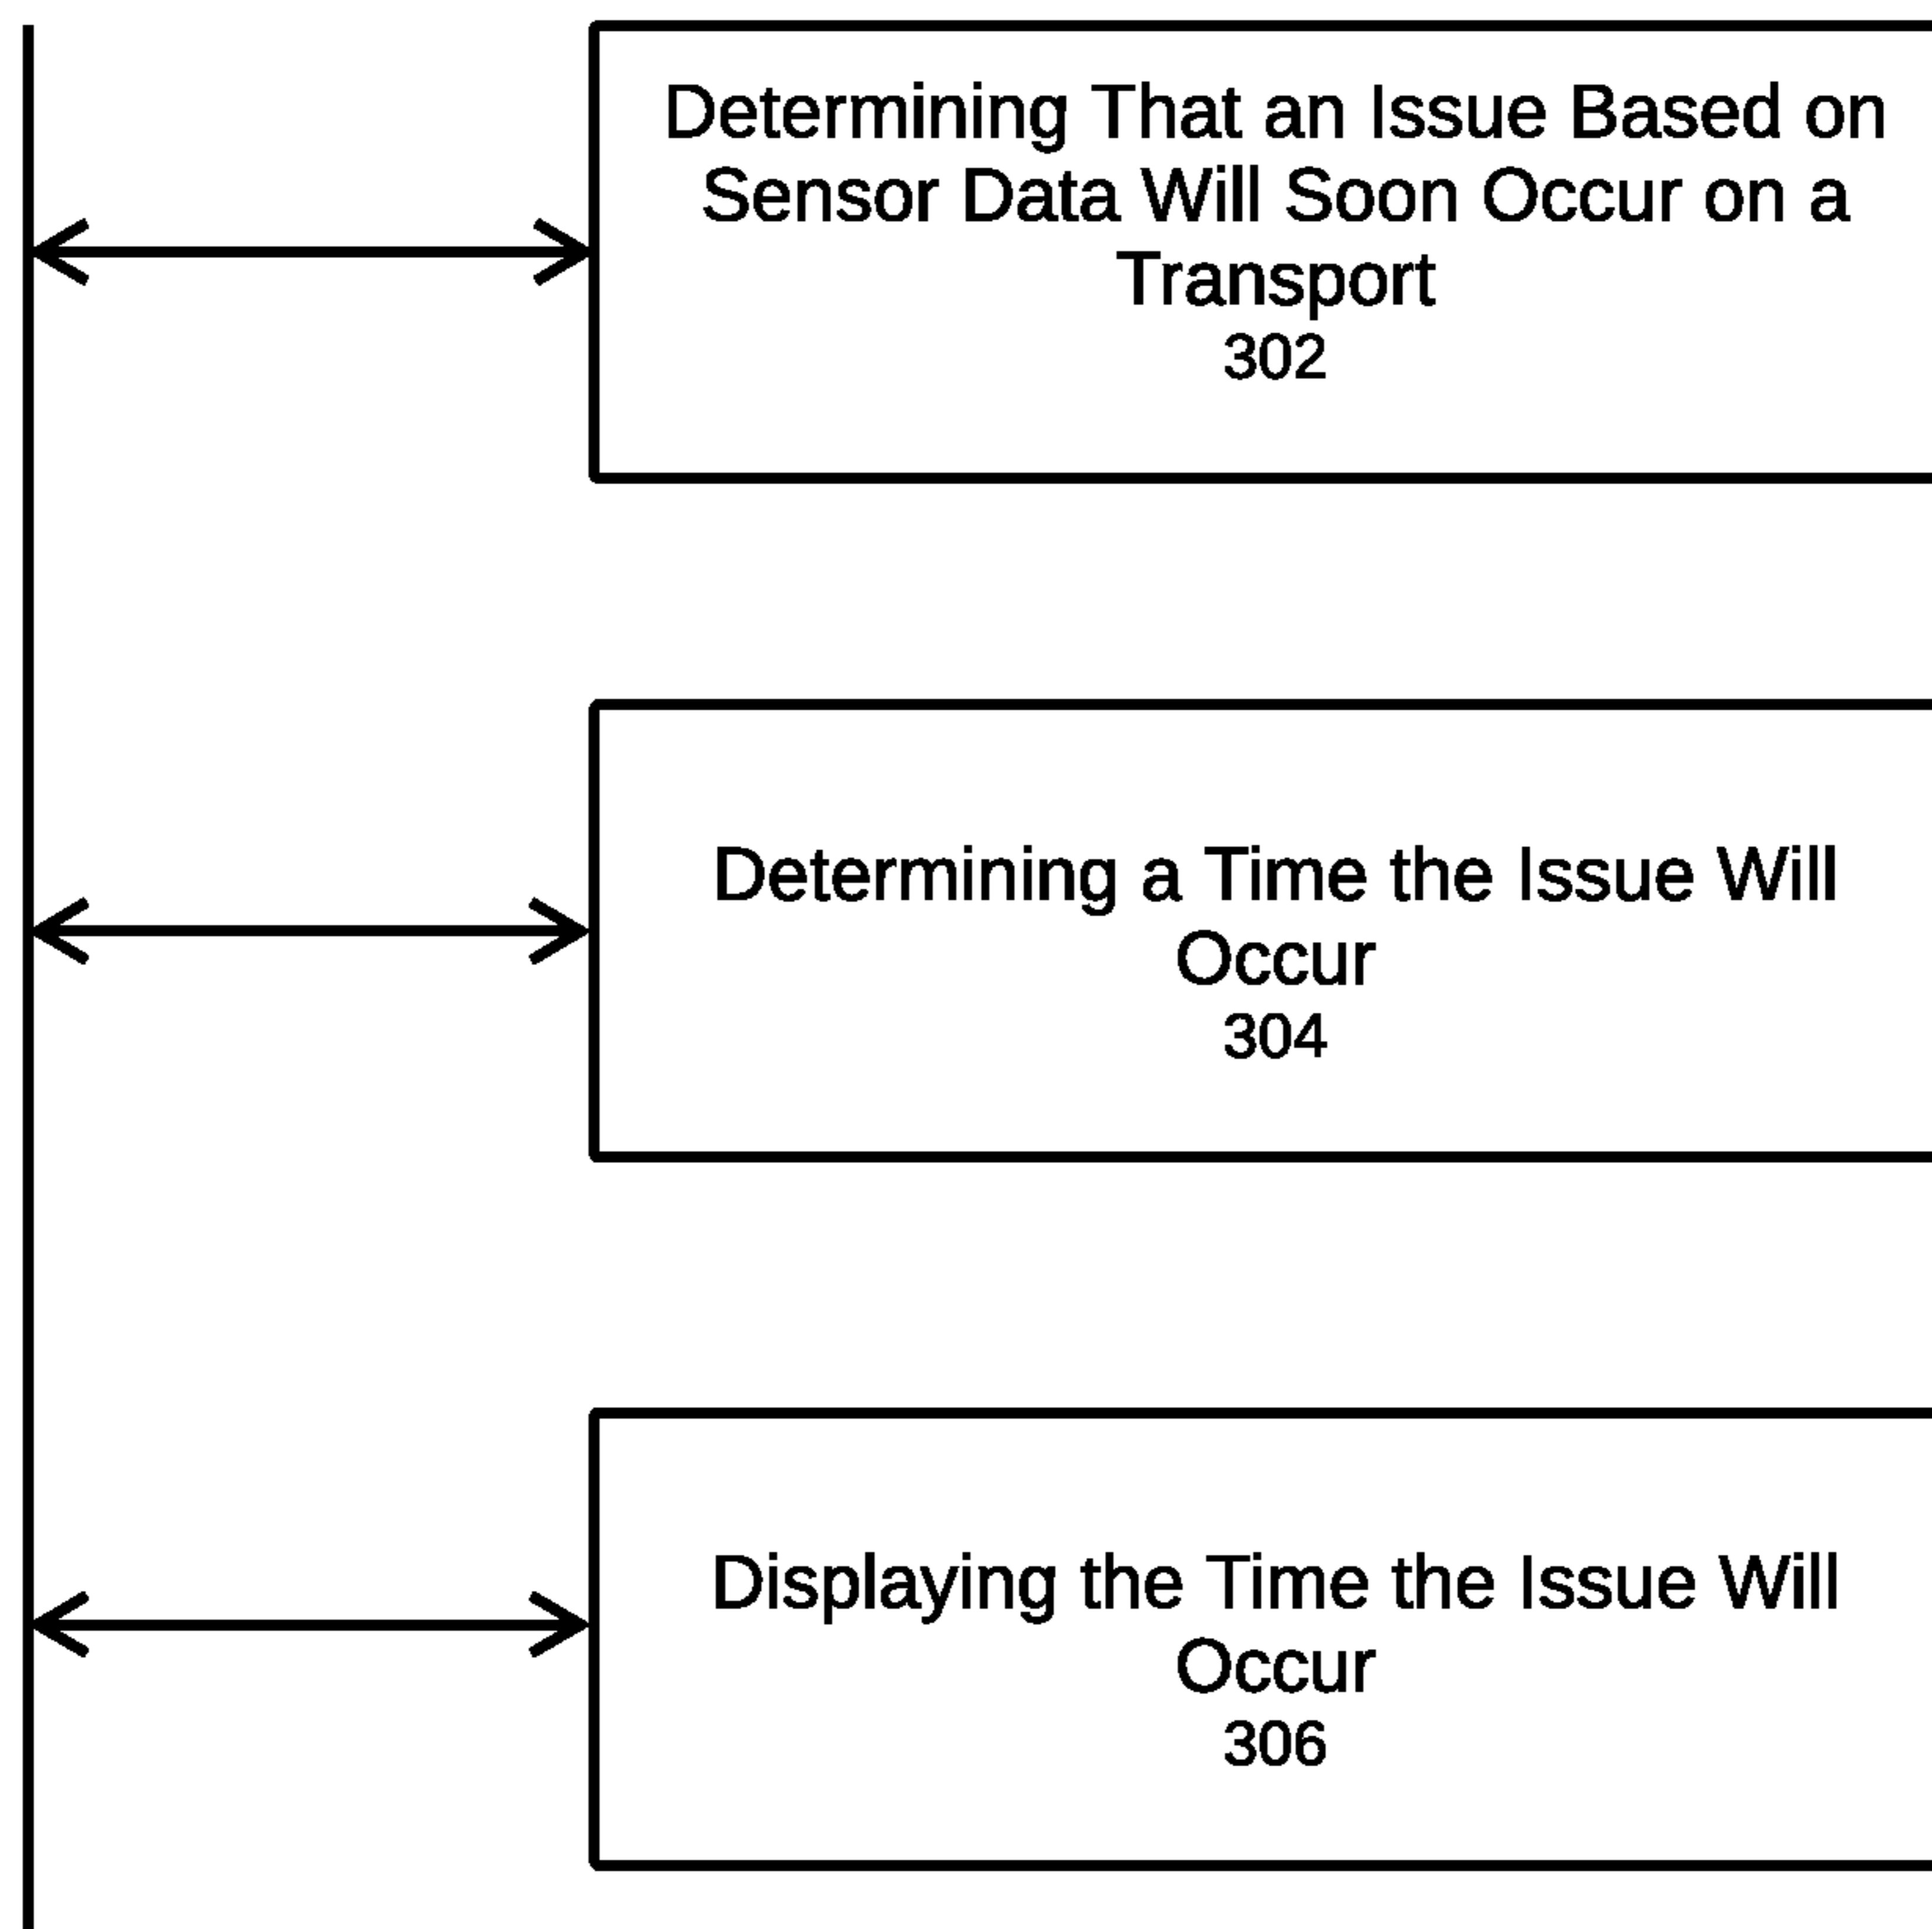 Determining That an Issue Based on
Sensor Data Will Soon Occur on a
Transport
302
Determining a Time the Issue Will
Occur
304
Displaying the Time the Issue Will
Occur
306